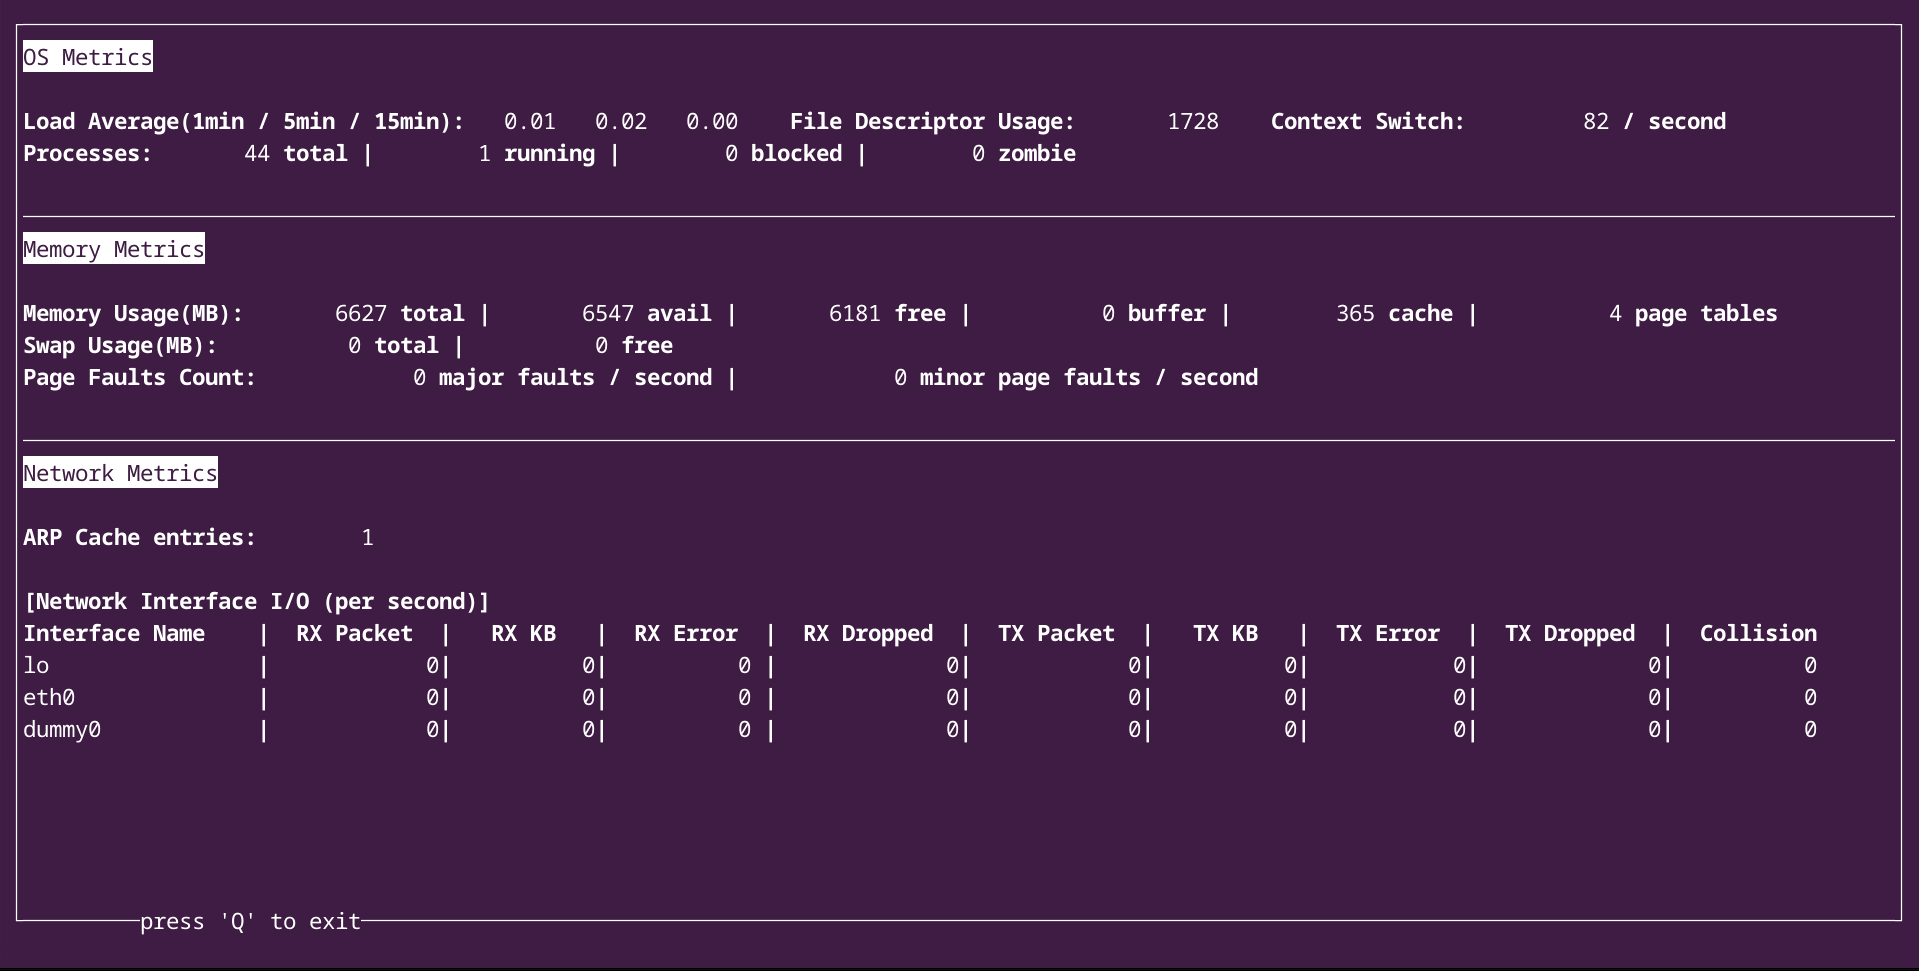 OS Metrics
Load Average(1min / 5min / 15min): 0.01 0.02 0.00 File Descriptor Usage: 1728 Context Switch: 82 / second
Processes: 44 total | 1 running | 0 blocked | 0 zombie
Memory Metrics
Memory Usage(MB): 6627 total | 6547 avail | 6181 free | 0 buffer | 365 cache | 4 page tables
Swap Usage(MB): 0 total | 0 free
Page Faults Count: 0 major faults / second | 0 minor page faults / second
Network Metrics
ARP Cache entries: 1
[Network Interface I/O (per second)]
Interface Name | RX Packet | RX KB | RX Error | RX Dropped | TX Packet | TX KB | TX Error | TX Dropped | Collision
lo | 0| 0| 0 | 0| 0| 0| 0| 0| 0
eth0 | 0| 0| 0 | 0| 0| 0| 0| 0| 0
dummy0 | 0| 0| 0 | 0| 0| 0| 0| 0| 0
press 'Q' to exit